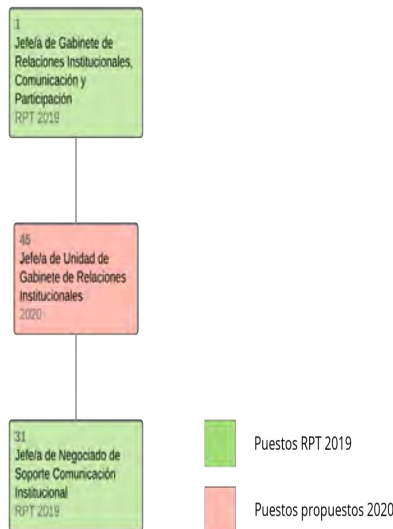 1
Jefe/a de Gabinete de
Relaciones Institucionales,
Comunicación y
Participación
RPT 2019
45
Jefe/a de Unidad de
Gabinete de Relaciones
Institucionales
2020
31
Jefe/a de Negociado de
Soporte Comunicación
Institucional
RPT 2019
Puestos RPT 2019
Puestos propuestos 2020